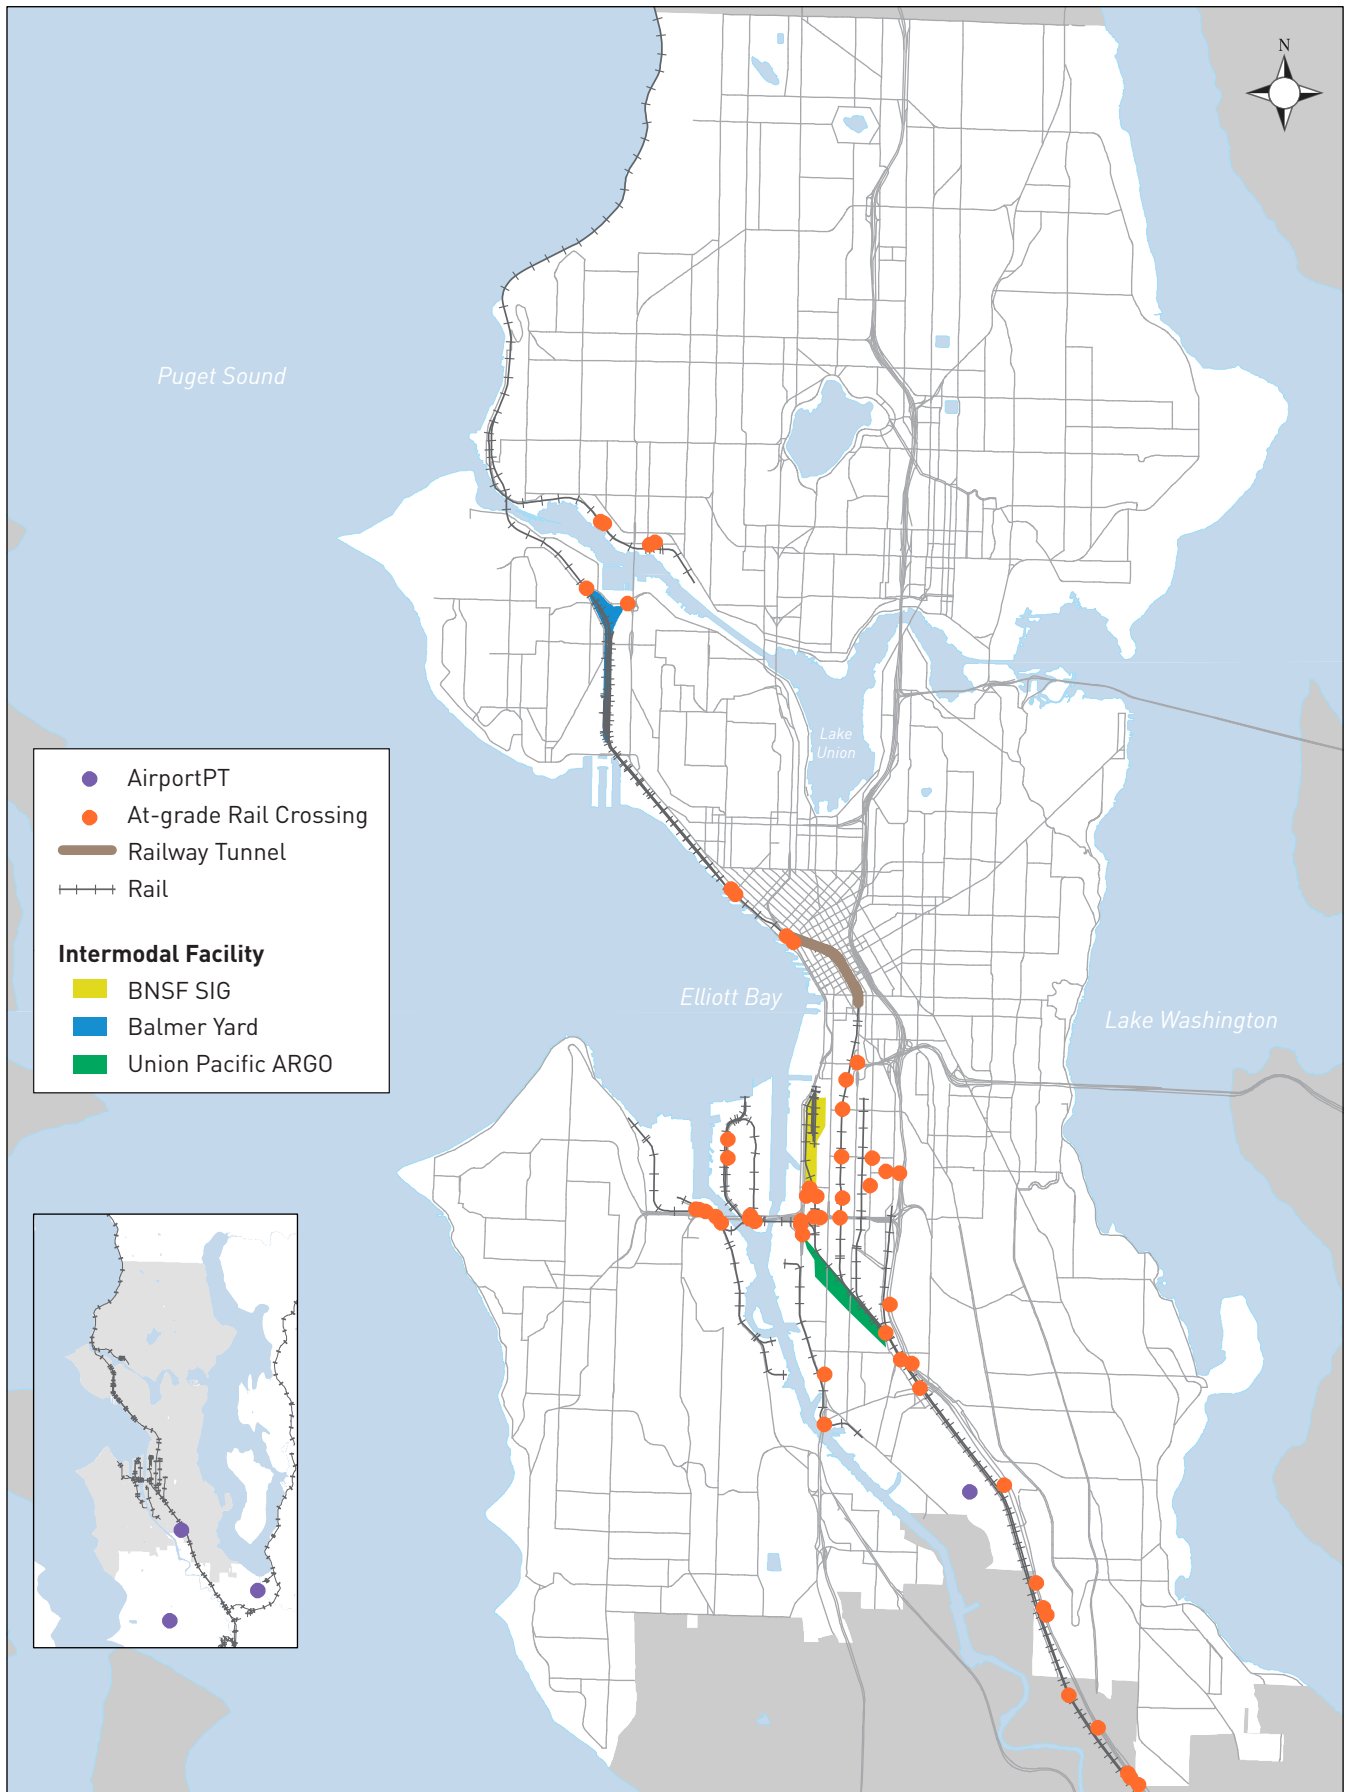 N
Puget Sound
Lake
Union
AirportPT
At-grade Rail Crossing
Railway Tunnel
Rail
Intermodal Facility
BNSF SIG
Balmer Yard
Union Pacific ARGO
Elliott Bay
Lake Washington